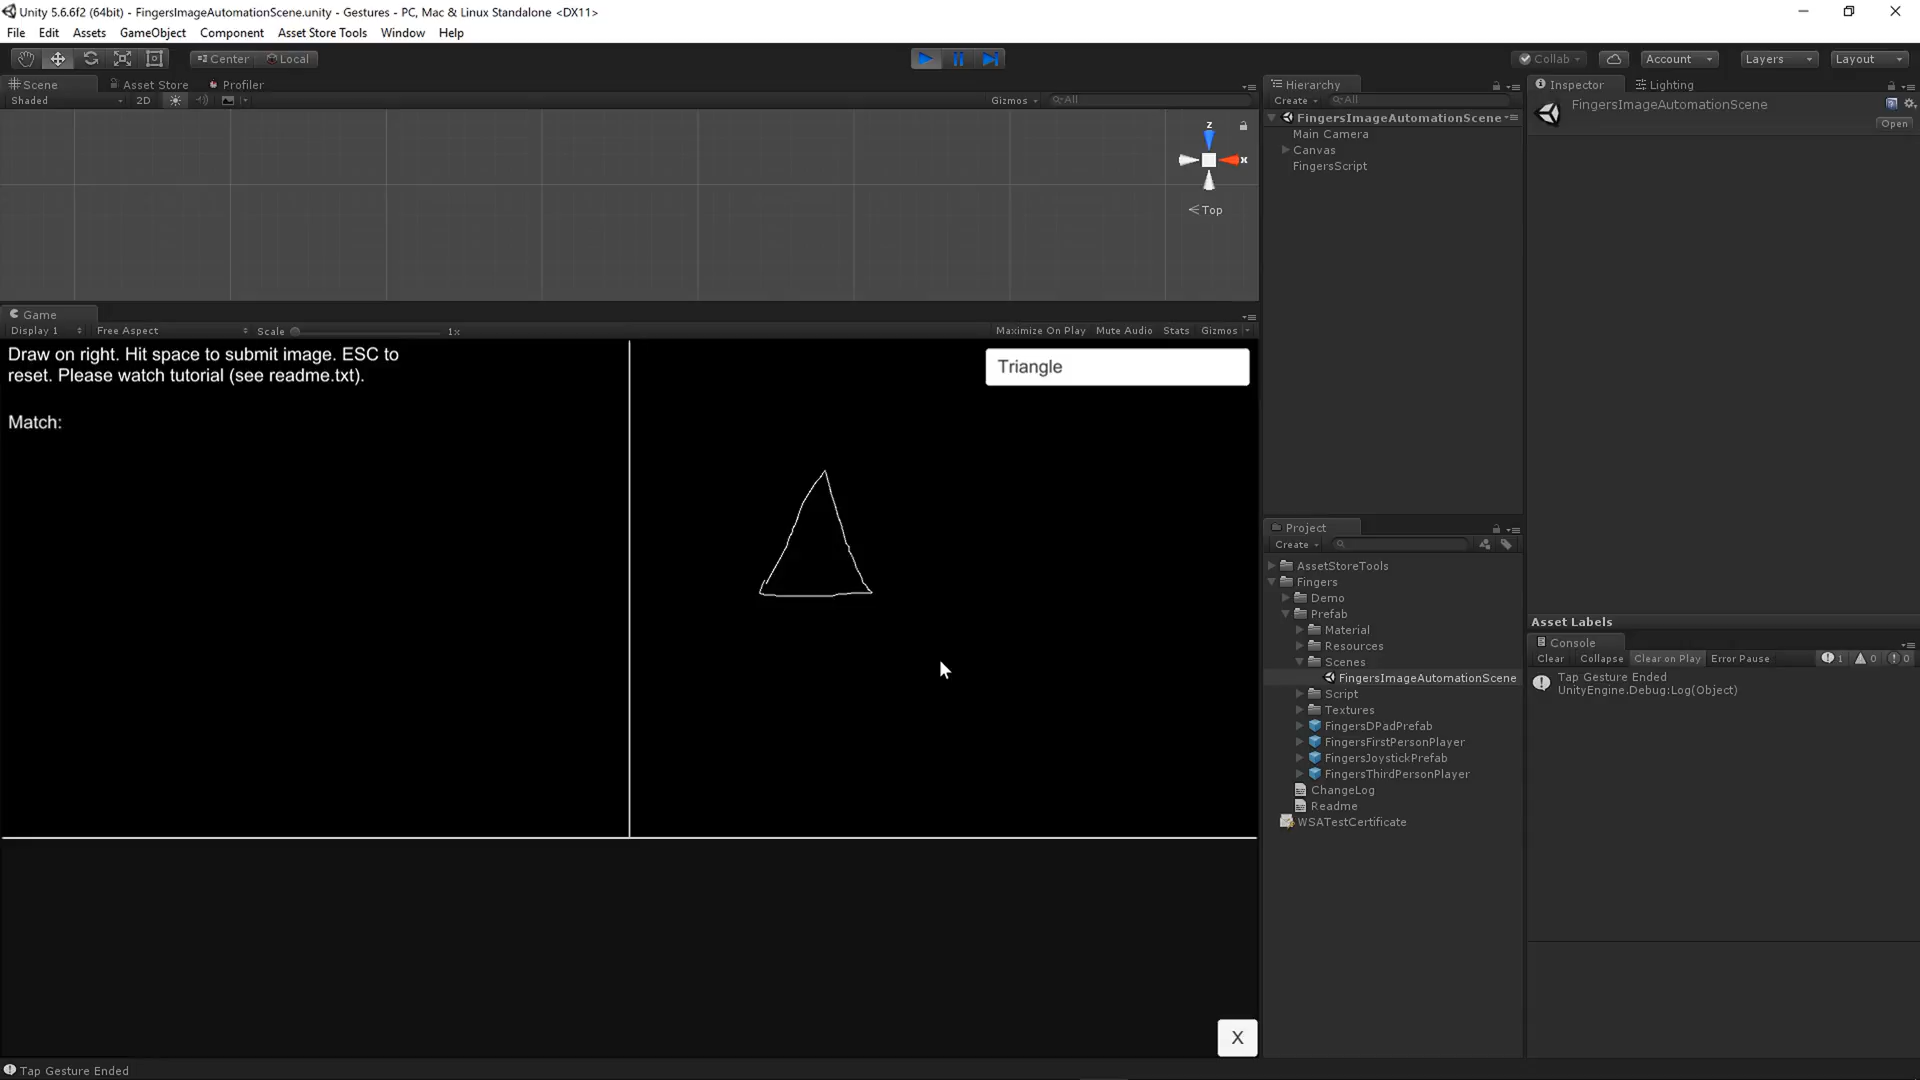 Unity 5.6.6f2 (64bit) - FingersImageAutomationScene.unity - Gestures - PC, Mac & Linux Standalone <DX11>
File Edit Assets GameObject Component Asset Store Tools Window Help
Center Local
Collab Account Layers Layout
Scene Asset Store Profiler
Shaded 2D Gizmos All
Z
X
Top
Game
Display 1 Free Aspect Scale 1x Maximize On Play Mute Audio Stats Gizmos
Draw on right. Hit space to submit image. ESC to
reset. Please watch tutorial (see readme.txt).
Match:
Triangle
X
Hierarchy
Create All
FingersImageAutomationScene
Main Camera
Canvas
FingersScript
Project
Create
AssetStoreTools
Fingers
Demo
Prefab
Material
Resources
Scenes
FingersImageAutomationScene
Script
Textures
FingersDPadPrefab
FingersFirstPersonPlayer
FingersJoystickPrefab
FingersThirdPersonPlayer
ChangeLog
Readme
WSATestCertificate
Inspector Lighting
FingersImageAutomationScene
Open
Asset Labels
Console
Clear Collapse Clear on Play Error Pause 1 0 0
Tap Gesture Ended
UnityEngine.Debug:Log(Object)
Tap Gesture Ended